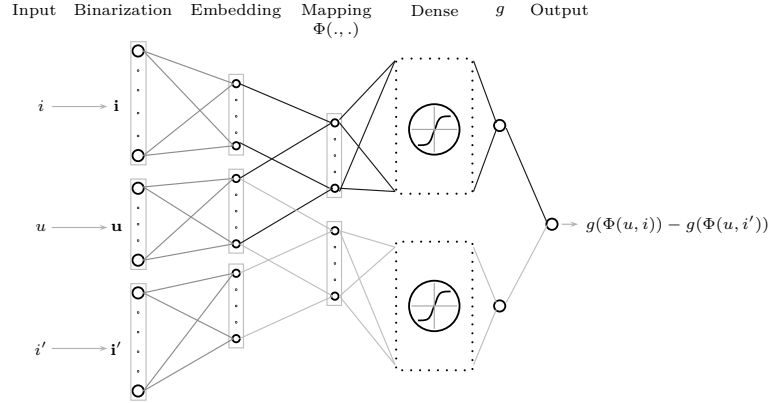 Input Binarization Embedding Mapping Dense g Output
Φ(., .)
i i
u u
g(Φ(u, i)) − g(Φ(u, i′))
i′ i′